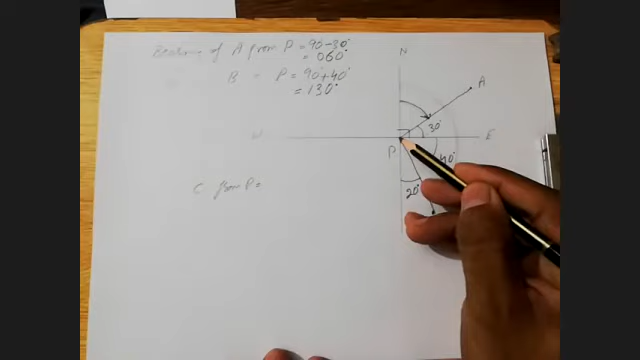 Bearing of A from P = 90°-30°
= 060°
B = P = 90°+40°
= 130°
N
A
30°
W
E
P
40°
20°
C from P =